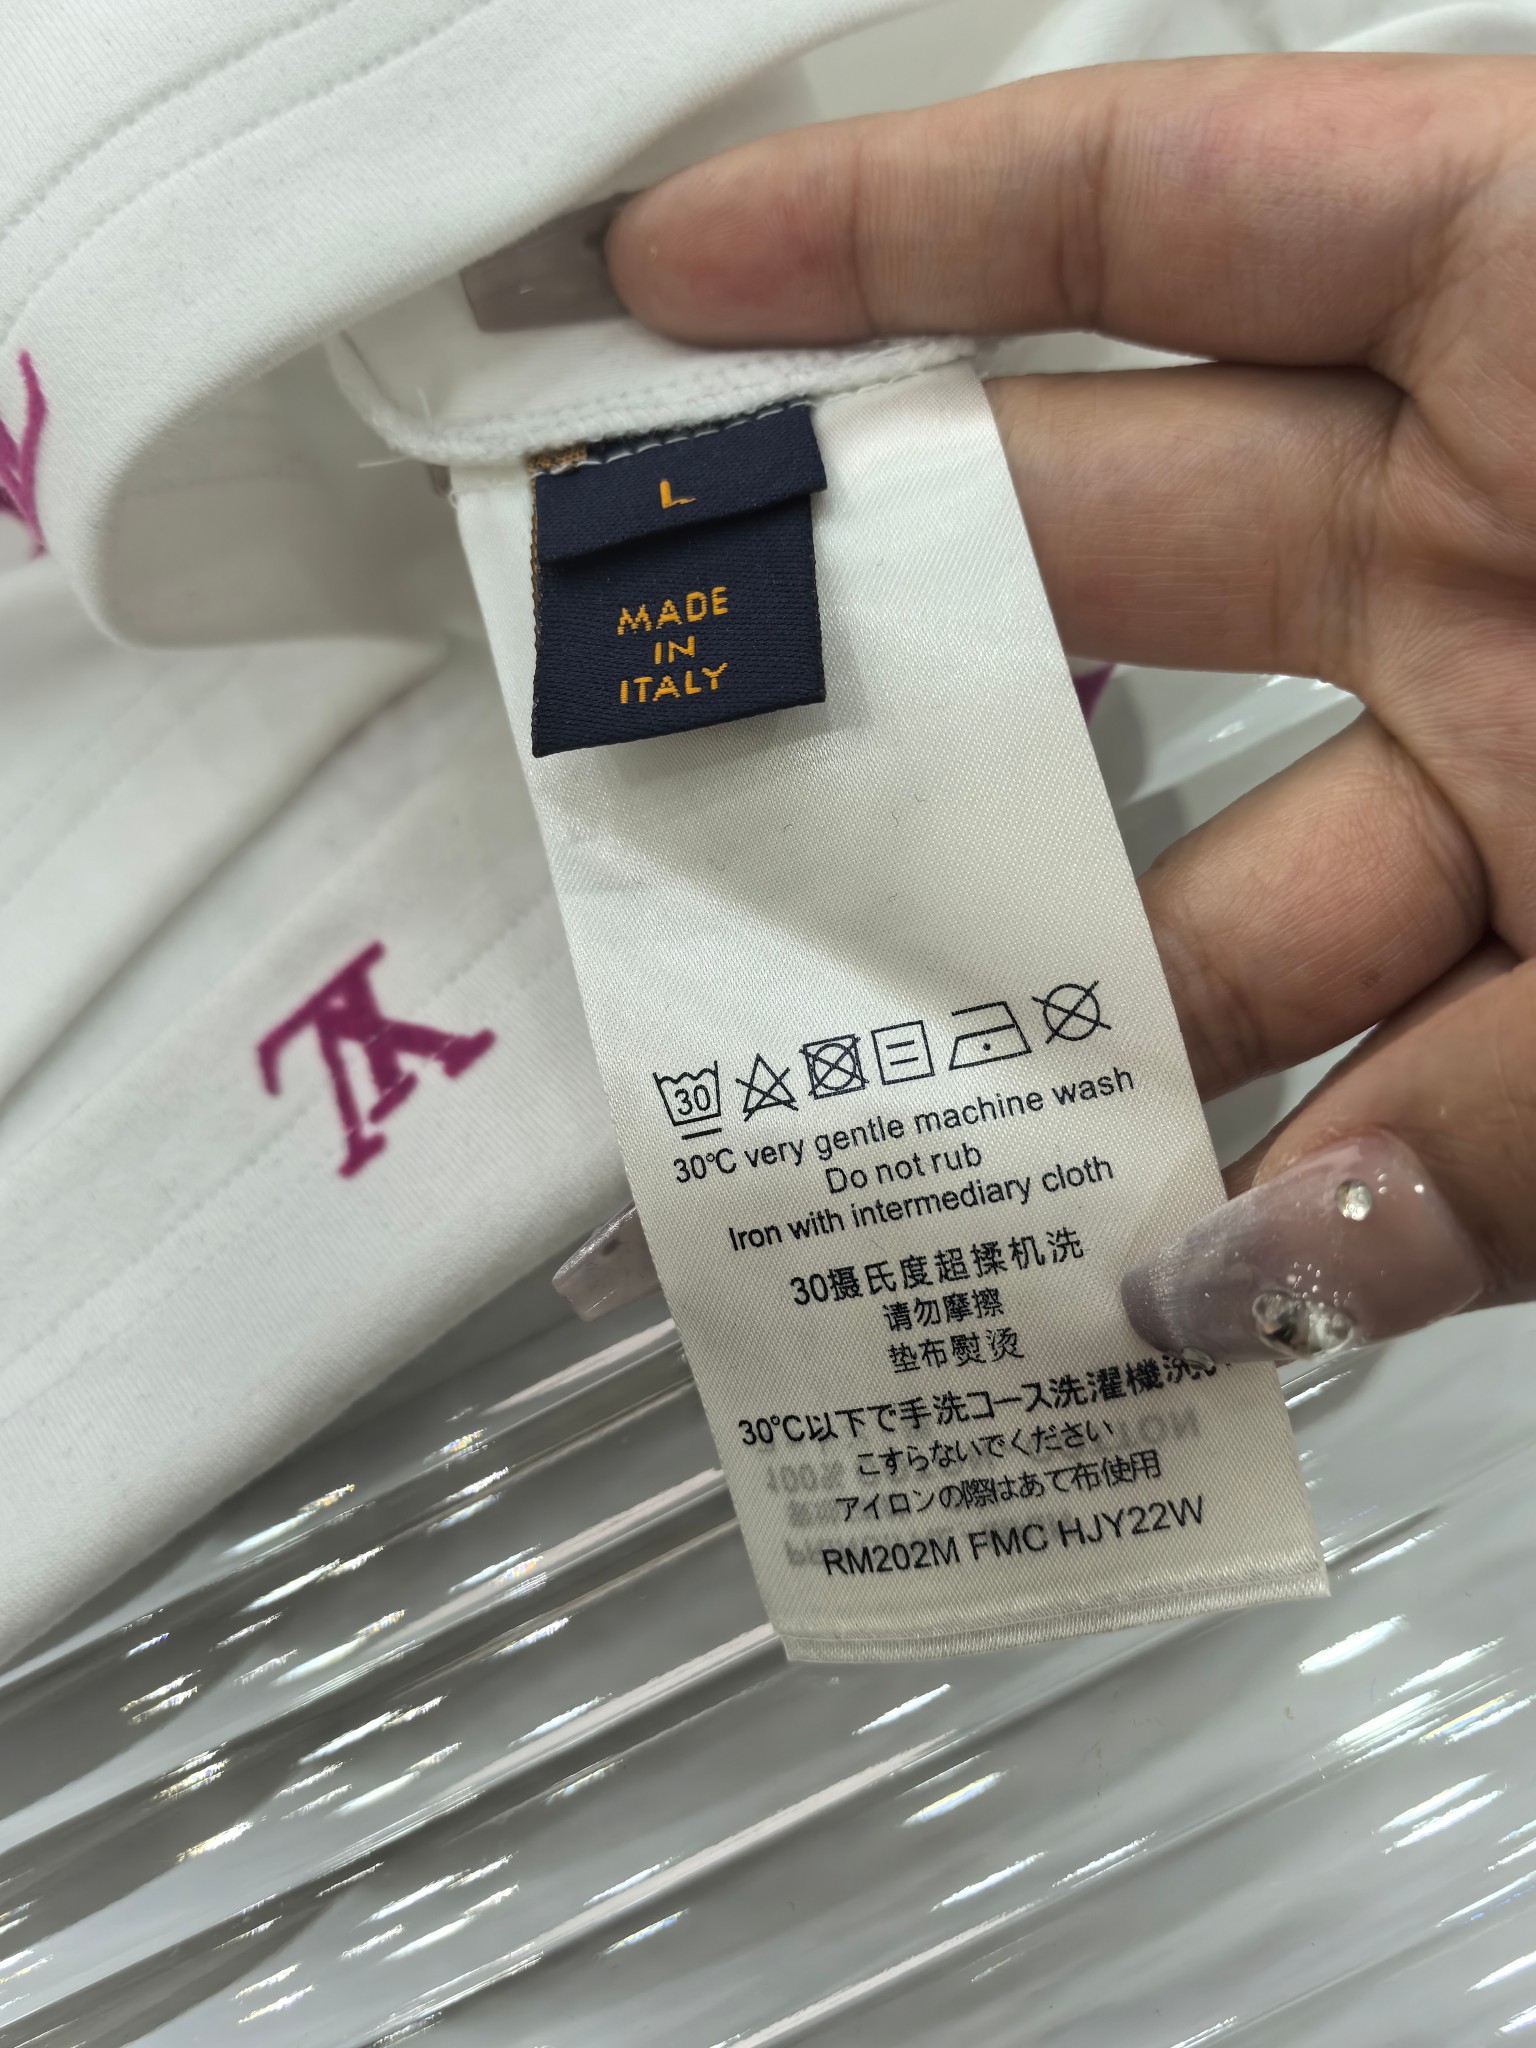 L
MADE
IN
ITALY
30
30°C very gentle machine wash
Do not rub
Iron with intermediary cloth
30摄氏度超揉机洗
请勿摩擦
垫布熨烫
30°C以下で手洗コース洗濯機洗
こすらないでください
アイロンの際はあて布使用
RM202M FMC HJY22W
LV